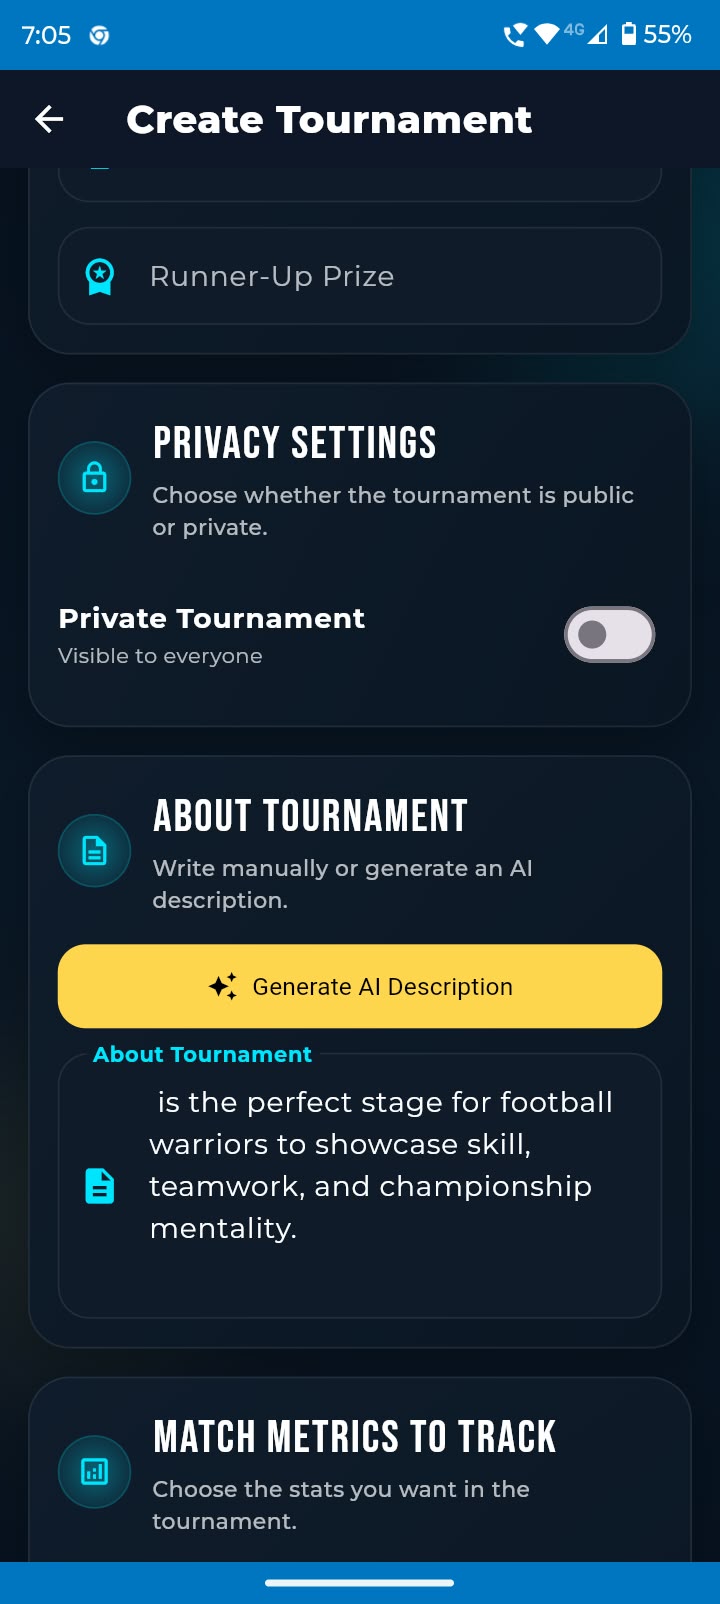 7:05
4G
55%
Create Tournament
Runner-Up Prize
PRIVACY SETTINGS
Choose whether the tournament is public
or private.
Private Tournament
Visible to everyone
ABOUT TOURNAMENT
Write manually or generate an AI
description.
Generate AI Description
About Tournament
is the perfect stage for football
warriors to showcase skill,
teamwork, and championship
mentality.
MATCH METRICS TO TRACK
Choose the stats you want in the
tournament.